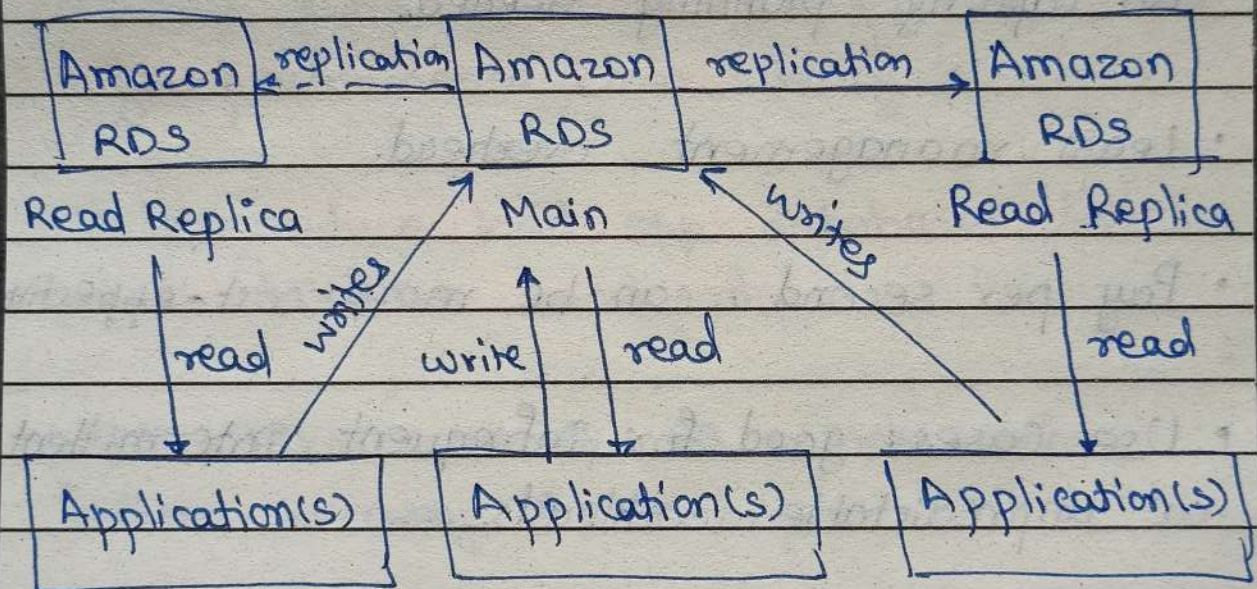 Amazon replication Amazon replication Amazon
RDS RDS RDS
Read Replica Main writes Read Replica
writes
read write read read
Application(s) Application(s) Application(s)